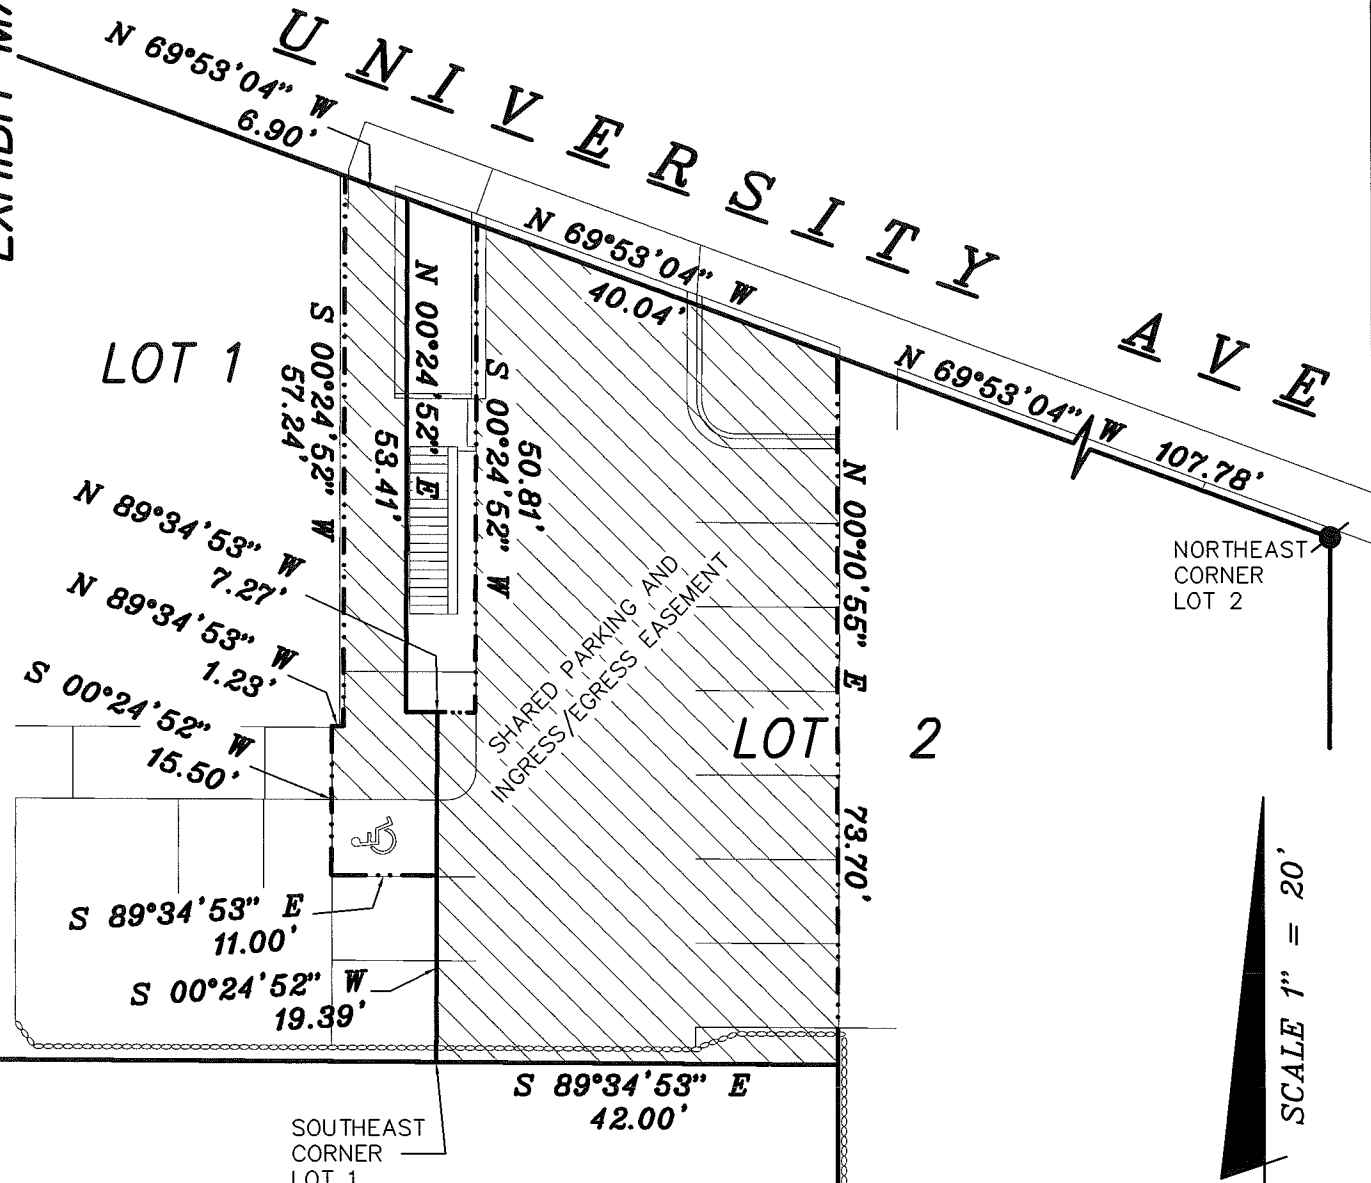 UNIVERSITY AVE
N 69°53'04" W
6.90'
N 69°53'04" W
40.04'
N 69°53'04" W 107.78'
LOT 1
S 00°24'52" W
57.24'
N 00°24'52" E
53.41'
S 00°24'52" W
50.81'
N 00°10'55" E 73.70'
N 89°34'53" W
7.27'
N 89°34'53" W
1.23'
S 00°24'52" W
15.50'
SHARED PARKING AND
INGRESS/EGRESS EASEMENT
NORTHEAST
CORNER
LOT 2
LOT 2
S 89°34'53" E
11.00'
S 00°24'52" W
19.39'
S 89°34'53" E
42.00'
SOUTHEAST
CORNER
LOT 1
SCALE 1" = 20'